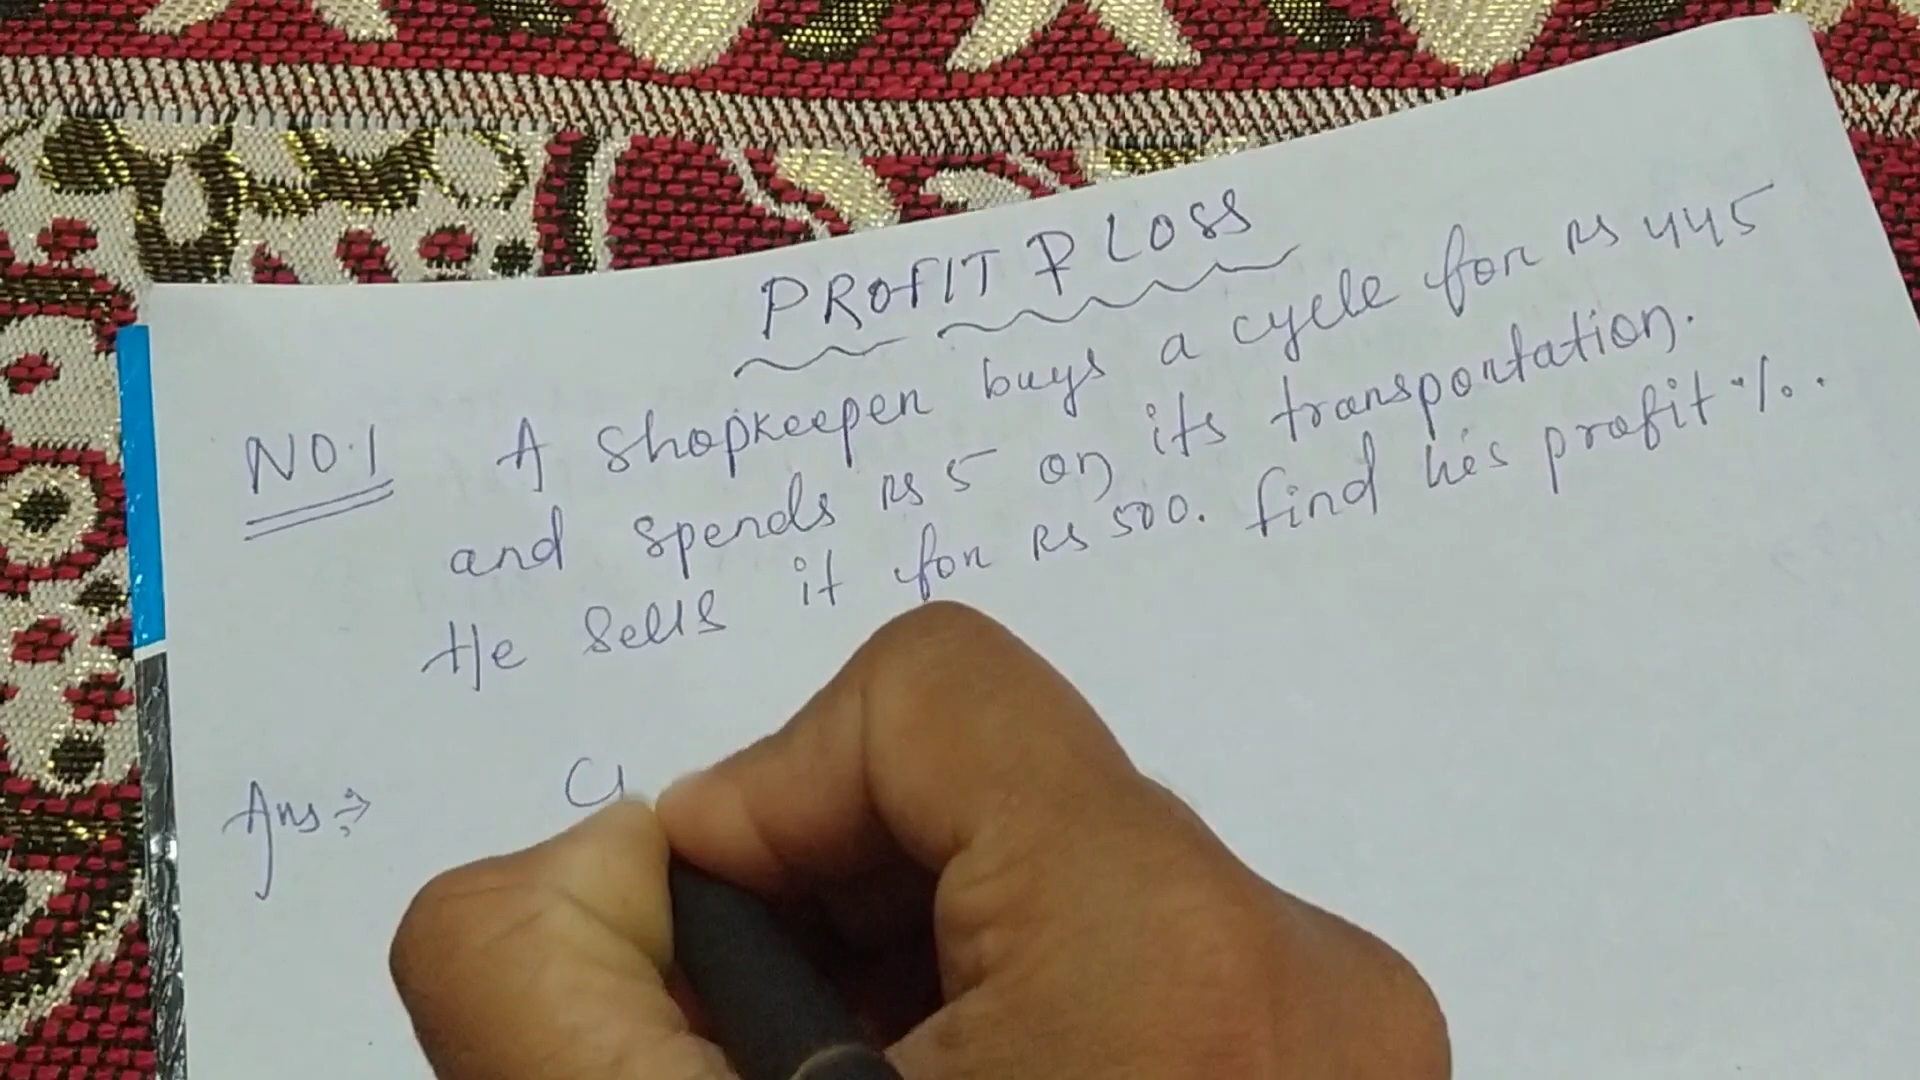 PROFIT & LOSS
NO.1 A Shopkeeper buys a cycle for Rs 445
and spends Rs 5 on its transportation.
He sells it for Rs 500. find his profit %.
Ans :→ C